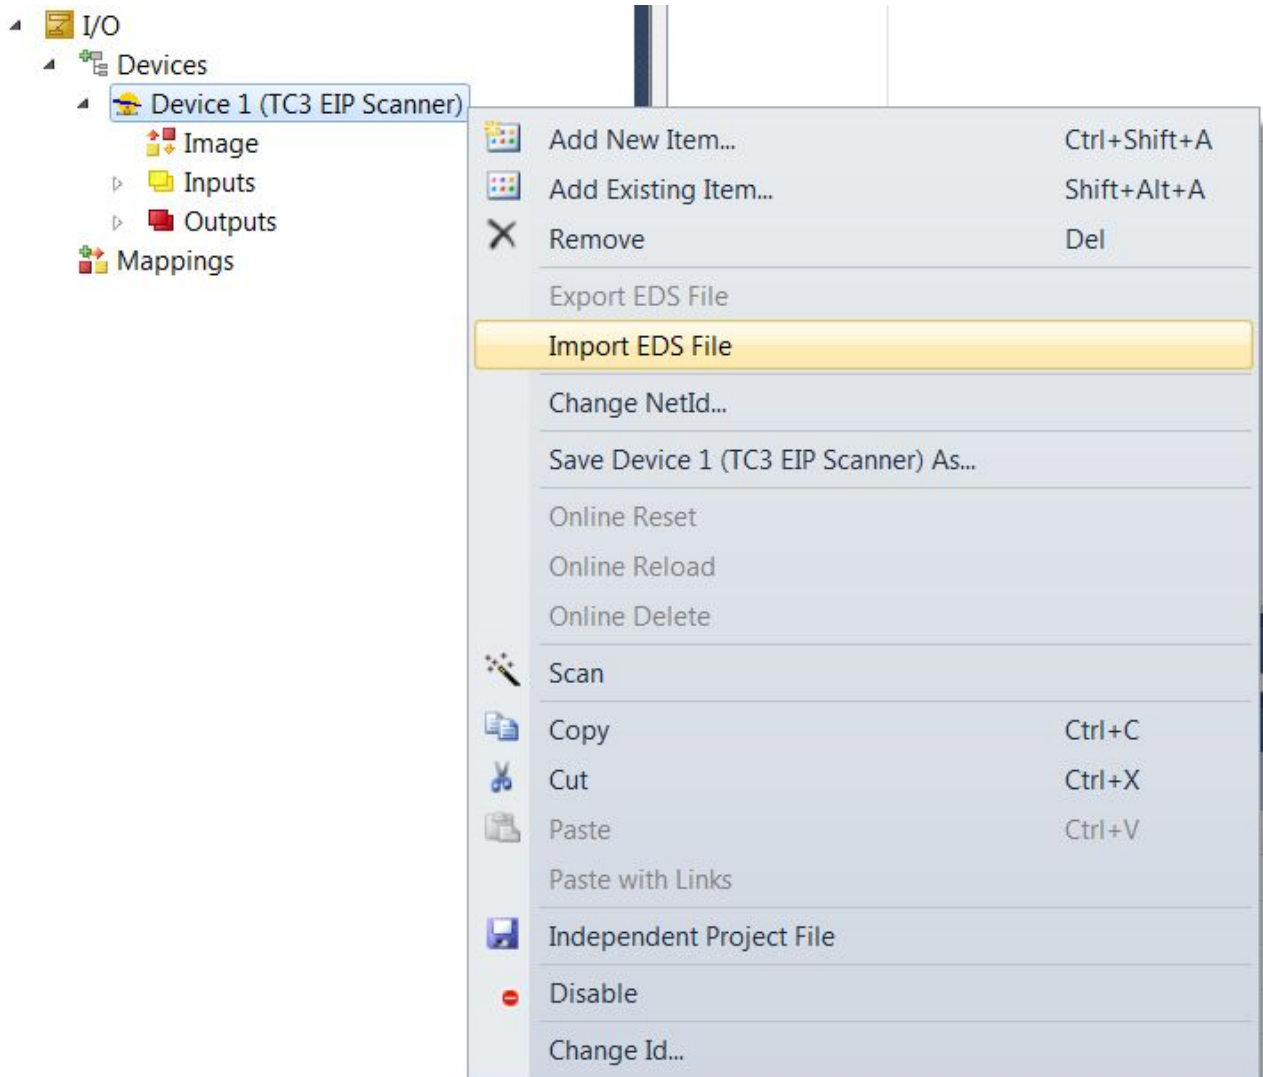 I/O
Devices
Device 1 (TC3 EIP Scanner)
Image
Inputs
Outputs
Mappings
Add New Item... Ctrl+Shift+A
Add Existing Item... Shift+Alt+A
Remove Del
Export EDS File
Import EDS File
Change NetId...
Save Device 1 (TC3 EIP Scanner) As...
Online Reset
Online Reload
Online Delete
Scan
Copy Ctrl+C
Cut Ctrl+X
Paste Ctrl+V
Paste with Links
Independent Project File
Disable
Change Id...